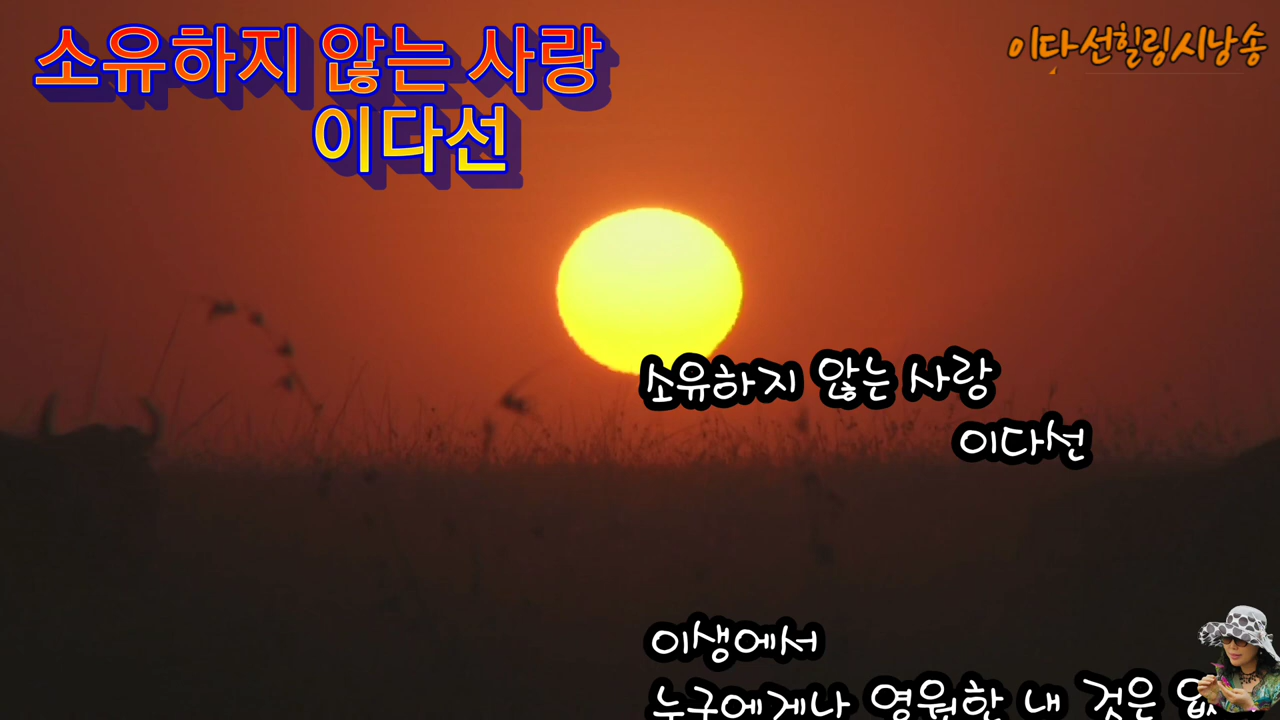 소유하지 않는 사랑
이다선
이다선힐링시낭송
소유하지 않는 사랑
이다선
이생에서
누구에게나 영원한 내 것은